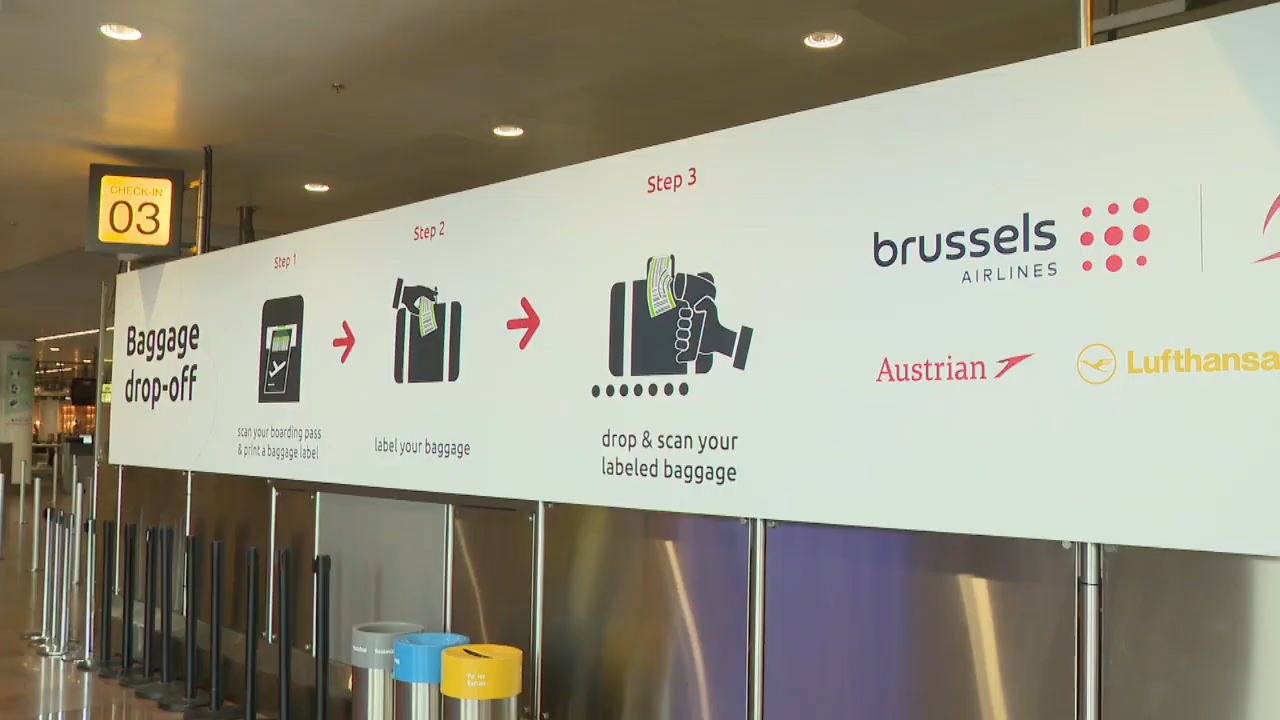 CHECK-IN
03
Baggage
drop-off
Step 1
scan your boarding pass
& print a baggage label
Step 2
label your baggage
Step 3
drop & scan your
labeled baggage
brussels
AIRLINES
Austrian
Lufthansa